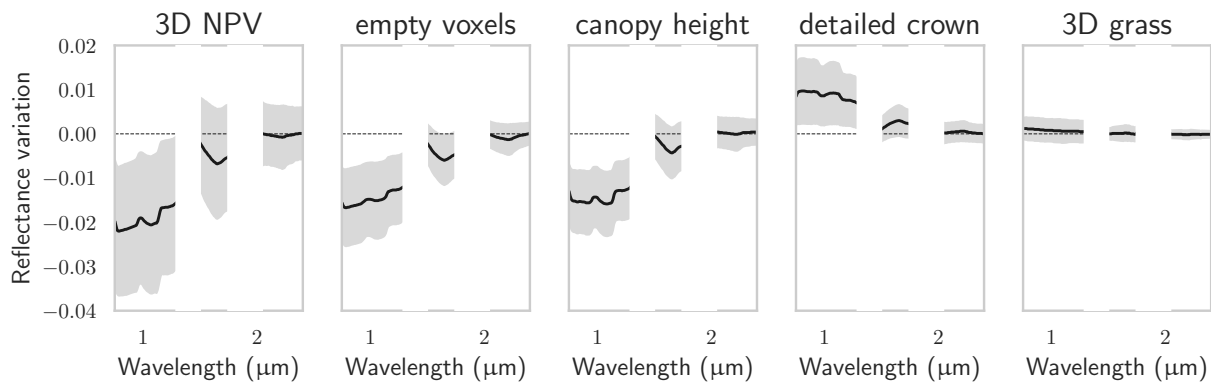 3D NPV empty voxels canopy height detailed crown 3D grass
Reflectance variation
0.02
0.01
0.00
−0.01
−0.02
−0.03
−0.04
1 2 1 2 1 2 1 2 1 2
Wavelength (μm) Wavelength (μm) Wavelength (μm) Wavelength (μm) Wavelength (μm)